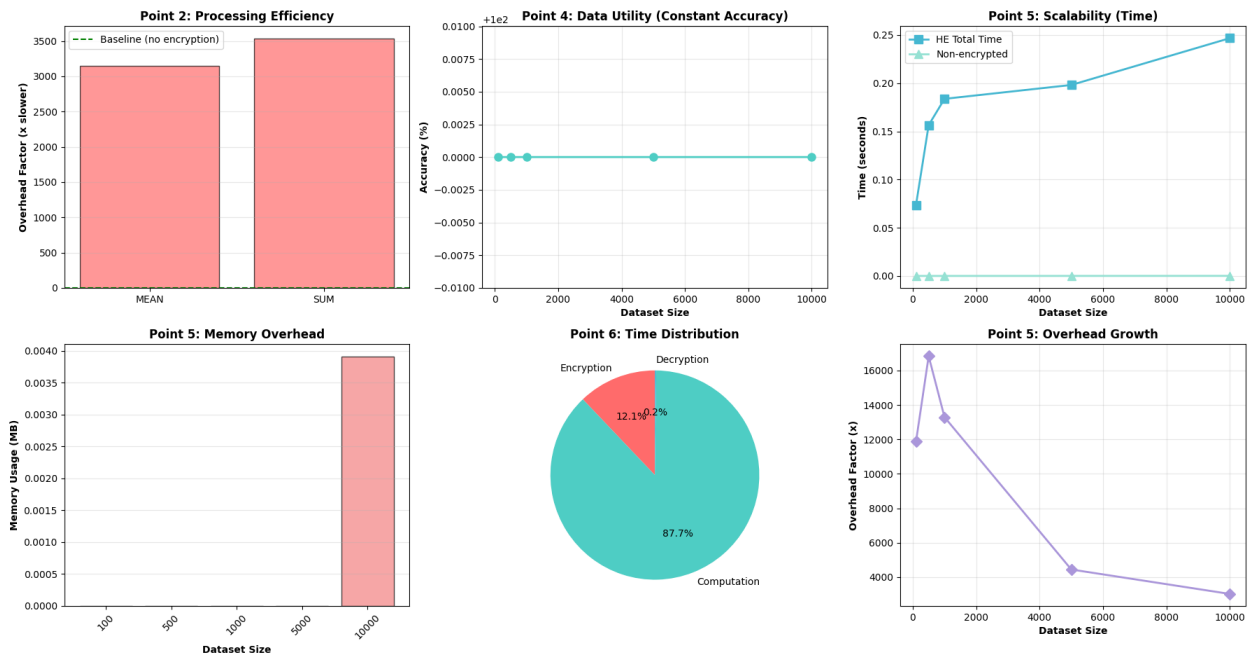 Point 2: Processing Efficiency
Overhead Factor (x slower)
3500
3000
2500
2000
1500
1000
500
0
Baseline (no encryption)
MEAN
SUM
Point 4: Data Utility (Constant Accuracy)
+1e2
Accuracy (%)
0.0100
0.0075
0.0050
0.0025
0.0000
−0.0025
−0.0050
−0.0075
−0.0100
0
2000
4000
6000
8000
10000
Dataset Size
Point 5: Scalability (Time)
Time (seconds)
0.25
0.20
0.15
0.10
0.05
0.00
HE Total Time
Non-encrypted
0
2000
4000
6000
8000
10000
Dataset Size
Point 5: Memory Overhead
Memory Usage (MB)
0.0040
0.0035
0.0030
0.0025
0.0020
0.0015
0.0010
0.0005
0.0000
100
500
1000
5000
10000
Dataset Size
Point 6: Time Distribution
Decryption
Encryption
12.1%
0.2%
87.7%
Computation
Point 5: Overhead Growth
Overhead Factor (x)
16000
14000
12000
10000
8000
6000
4000
0
2000
4000
6000
8000
10000
Dataset Size